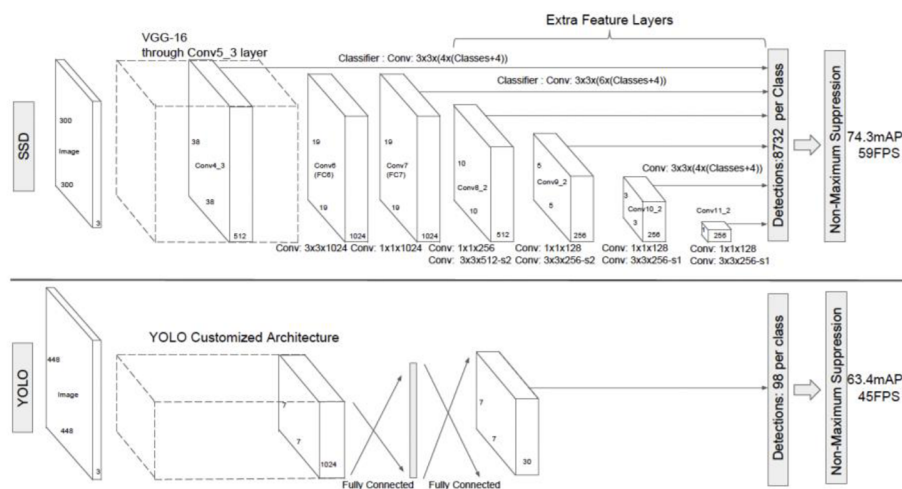 Extra Feature Layers
VGG-16
through Conv5_3 layer
Classifier : Conv: 3x3x(4x(Classes+4))
Classifier : Conv: 3x3x(6x(Classes+4))
SSD
300
Image
300
3
38
Conv4_3
38
512
19
Conv6
(FC6)
19
1024
19
Conv7
(FC7)
19
1024
10
Conv8_2
10
512
5
Conv9_2
5
256
Conv: 3x3x(4x(Classes+4))
3
Conv10_2
3
256
Conv11_2
256
Detections:8732 per Class
Non-Maximum Suppression
74.3mAP
59FPS
Conv: 3x3x1024
Conv: 1x1x1024
Conv: 1x1x256
Conv: 3x3x512-s2
Conv: 1x1x128
Conv: 3x3x256-s2
Conv: 1x1x128
Conv: 3x3x256-s1
Conv: 1x1x128
Conv: 3x3x256-s1
YOLO
448
Image
448
3
YOLO Customized Architecture
7
7
1024
Fully Connected
Fully Connected
7
7
30
Detections: 98 per class
Non-Maximum Suppression
63.4mAP
45FPS